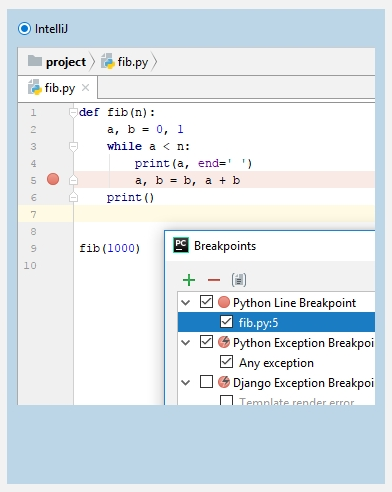 IntelliJ
project fib.py
fib.py ×
1 def fib(n):
2 a, b = 0, 1
3 while a < n:
4 print(a, end=' ')
5 a, b = b, a + b
6 print()
7
8
9 fib(1000)
10
PC Breakpoints
Python Line Breakpoint
fib.py:5
Python Exception Breakpoi
Any exception
Django Exception Breakpoi
Template render error